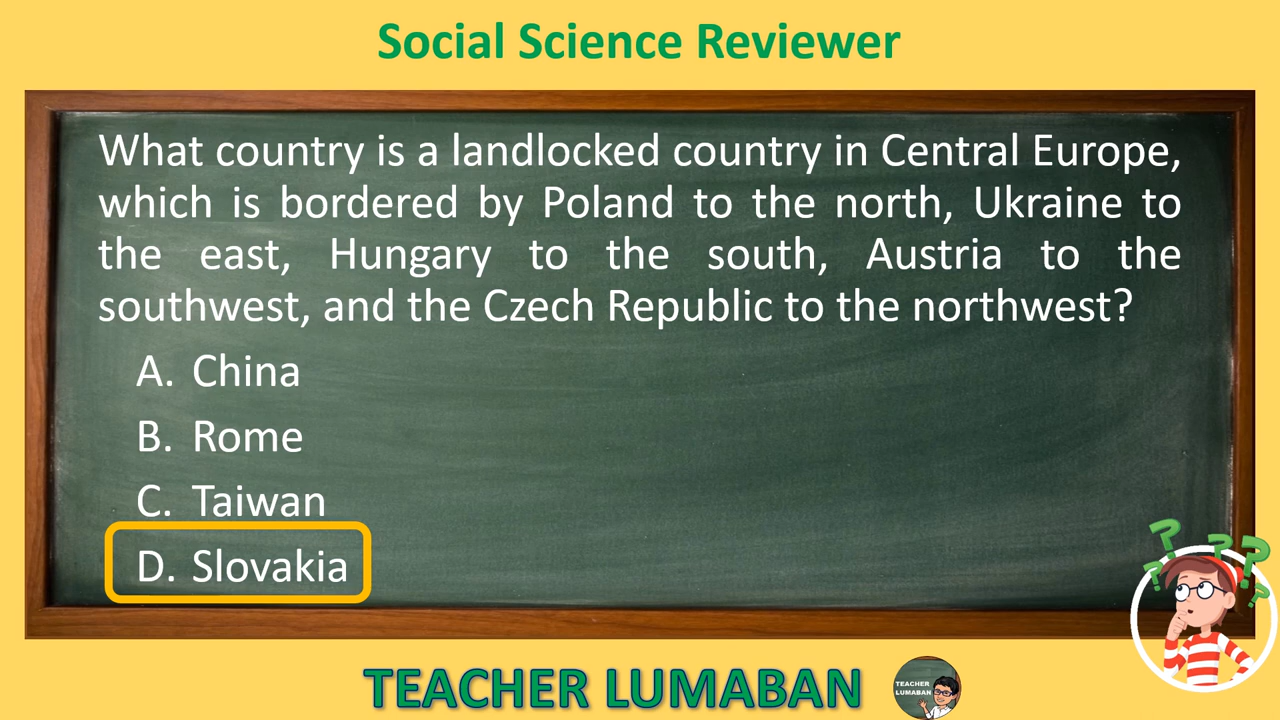 Social Science Reviewer
What country is a landlocked country in Central Europe,
which is bordered by Poland to the north, Ukraine to
the east, Hungary to the south, Austria to the
southwest, and the Czech Republic to the northwest?
A. China
B. Rome
C. Taiwan
D. Slovakia
? ? ? ? ?
TEACHER LUMABAN
TEACHER
LUMABAN